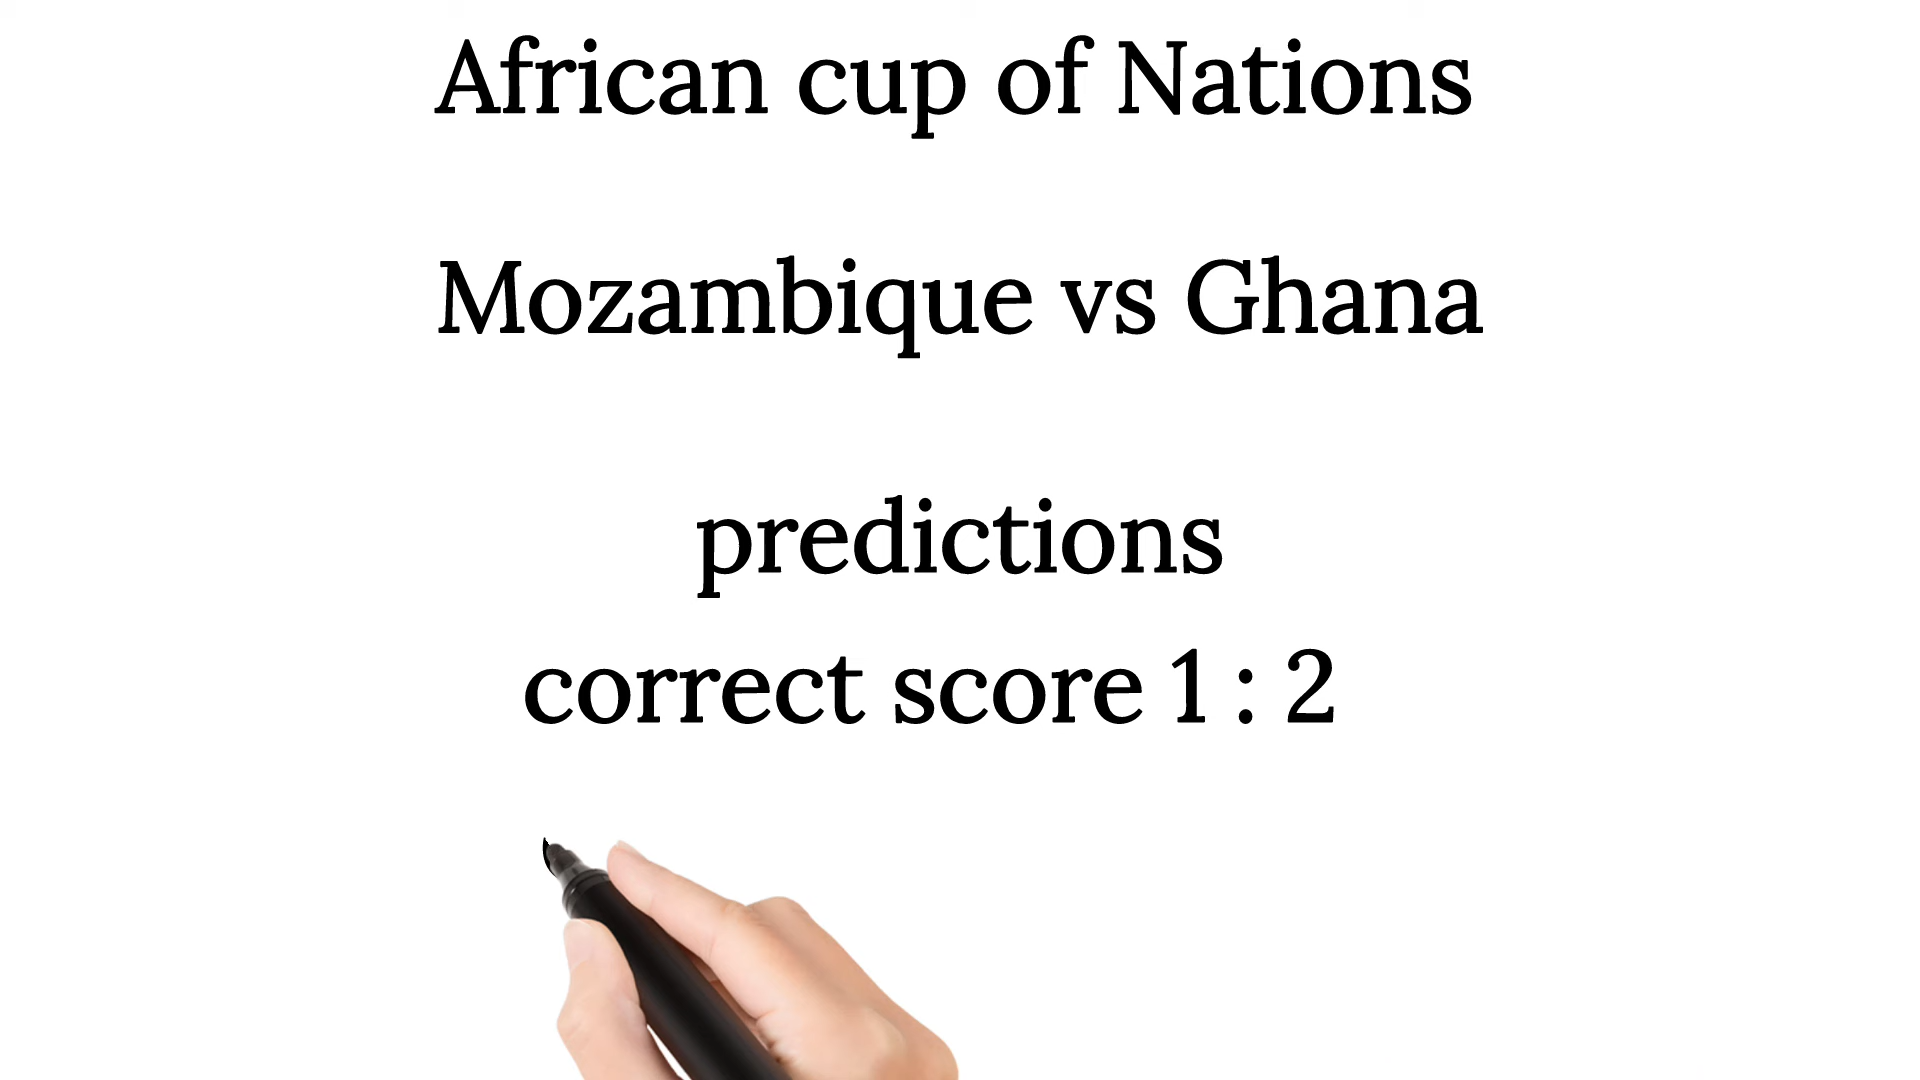 African cup of Nations
Mozambique vs Ghana
predictions
correct score 1 : 2